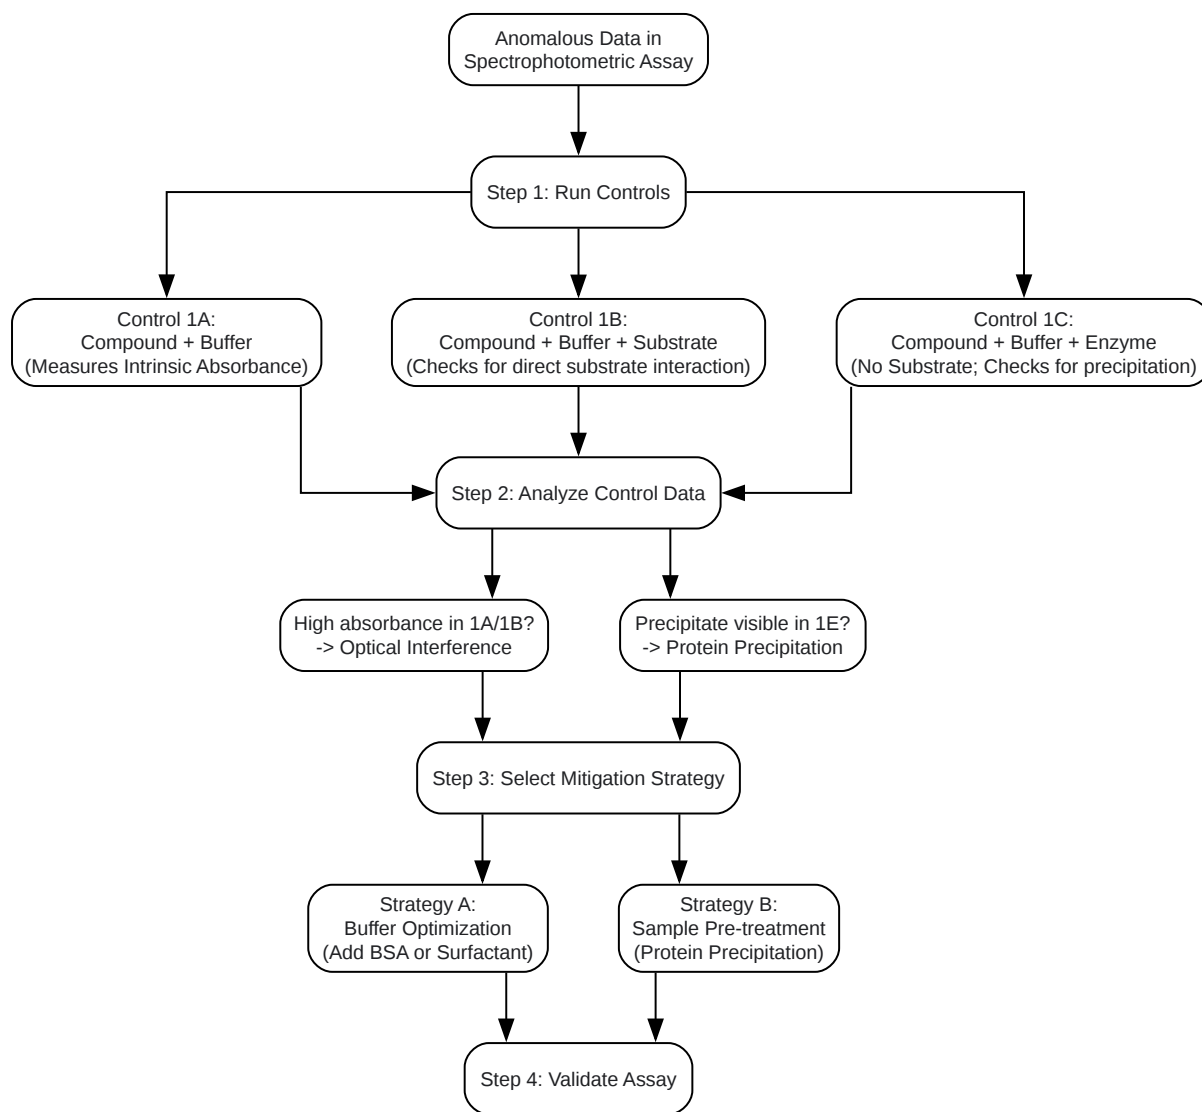 Anomalous Data in
Spectrophotometric Assay
Step 1: Run Controls
Control 1A:
Compound + Buffer
(Measures Intrinsic Absorbance)
Control 1B:
Compound + Buffer + Substrate
(Checks for direct substrate interaction)
Control 1C:
Compound + Buffer + Enzyme
(No Substrate; Checks for precipitation)
Step 2: Analyze Control Data
High absorbance in 1A/1B?
-> Optical Interference
Precipitate visible in 1E?
-> Protein Precipitation
Step 3: Select Mitigation Strategy
Strategy A:
Buffer Optimization
(Add BSA or Surfactant)
Strategy B:
Sample Pre-treatment
(Protein Precipitation)
Step 4: Validate Assay